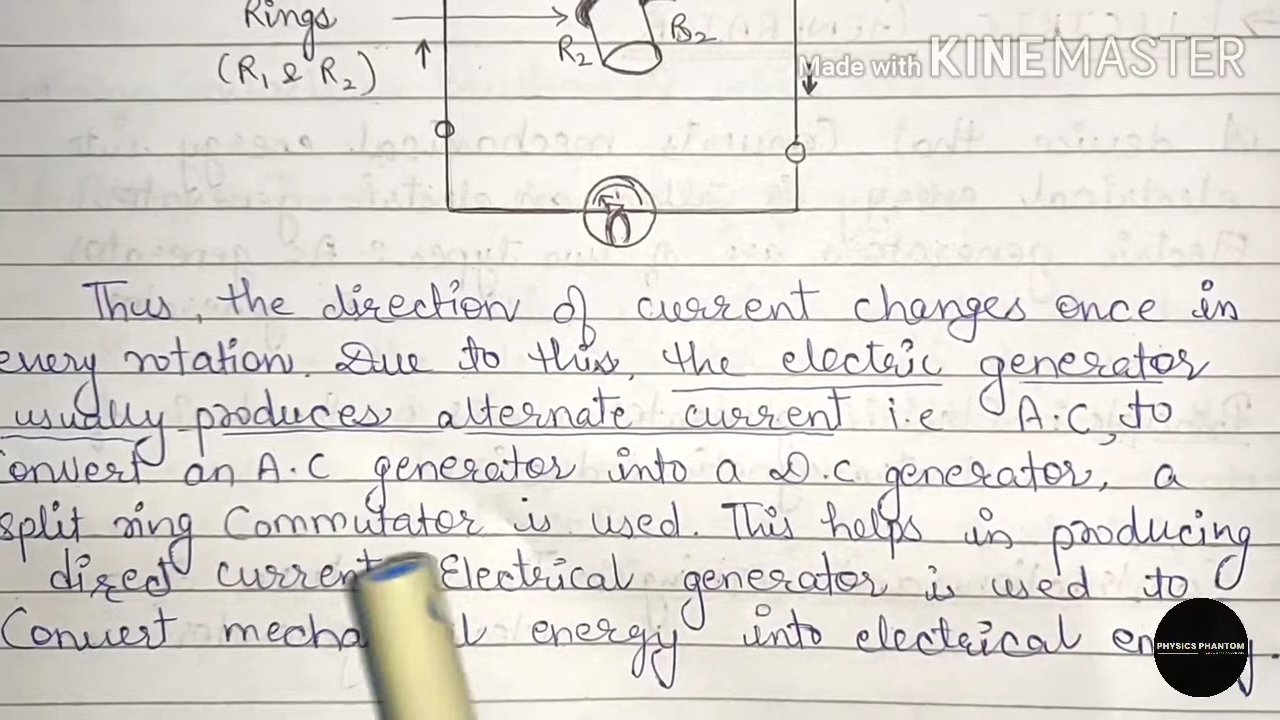 Rings
(R1 & R2)
R2
B2
Made with KINEMASTER
Thus, the direction of current changes once in
every rotation. Due to this, the electric generator
usually produces alternate current i.e A.C, to
convert an A.C generator into a D.C generator, a
split ring Commutator is used. This helps in producing
direct current Electrical generator is used to
Convert energy into electrical
PHYSICS PHANTOM